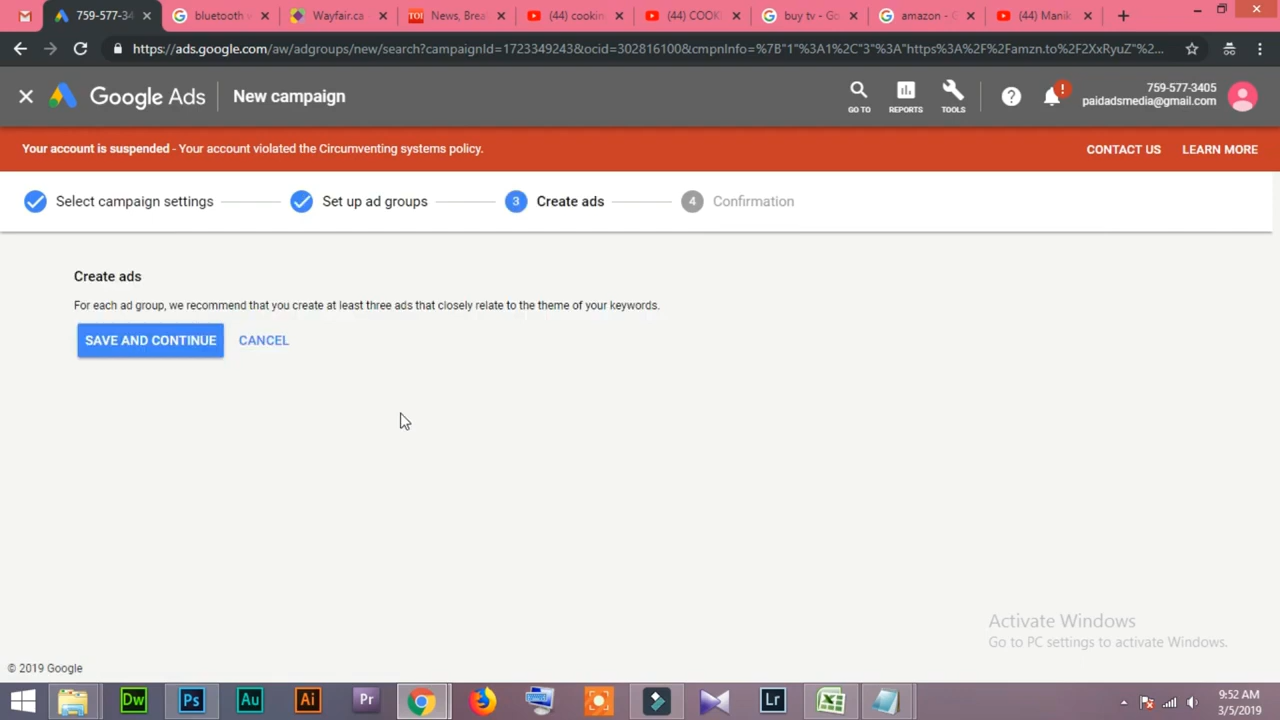 759-577-34
bluetooth v
Wayfair.ca
TOI News, Brea
(44) cookin
(44) COOK
buy tv - Go
amazon - G
(44) Manik
https://ads.google.com/aw/adgroups/new/search?campaignId=1723349243&ocid=302816100&cmpnInfo=%7B"1"%3A1%2C"3"%3A"https%3A%2F%2Famzn.to%2F2XxRyuZ"%2...
Google Ads
New campaign
GO TO
REPORTS
TOOLS
759-577-3405
paidadsmedia@gmail.com
Your account is suspended - Your account violated the Circumventing systems policy.
CONTACT US
LEARN MORE
Select campaign settings
Set up ad groups
3 Create ads
4 Confirmation
Create ads
For each ad group, we recommend that you create at least three ads that closely relate to the theme of your keywords.
SAVE AND CONTINUE
CANCEL
Activate Windows
Go to PC settings to activate Windows.
© 2019 Google
Dw
Ps
Au
Ai
Pr
Lr
9:52 AM
3/5/2019